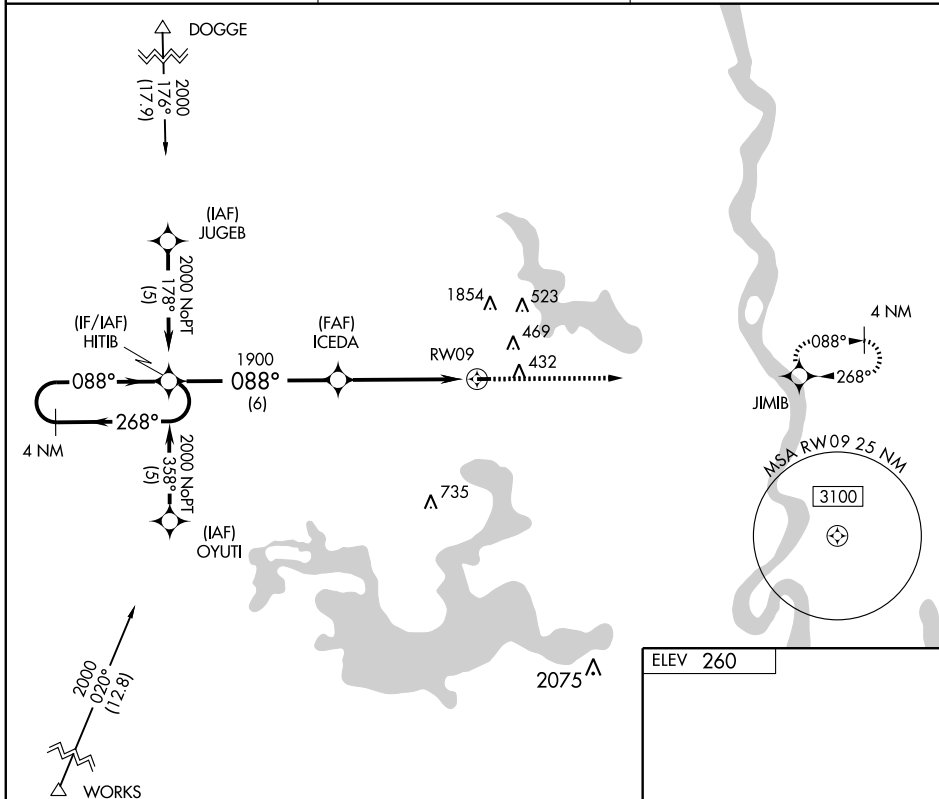 DOGGE
2000
176°
(17.9)
(IAF)
JUGEB
2000 NoPT
178°
(5)
(IF/IAF)
HITIB
(FAF)
ICEDA
1900
088°
(6)
088°
268°
4 NM
2000 NoPT
358°
(5)
(IAF)
OYUTI
2000
020°
(12.8)
WORKS
1854
523
469
432
RW09
735
2075
4 NM
088°
268°
JIMIB
MSA RW09 25 NM
3100
ELEV 260